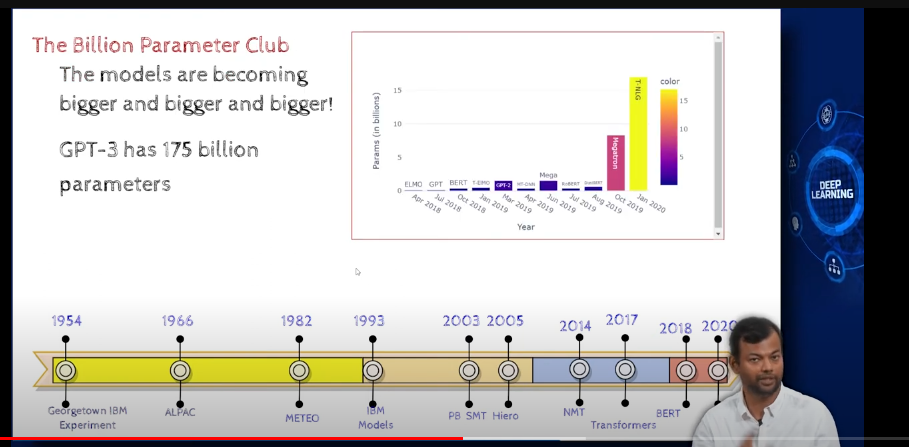 The Billion Parameter Club
The models are becoming
bigger and bigger and bigger!
GPT-3 has 175 billion
parameters
Params (in billions)
15
10
5
0
ELMO GPT BERT T-ELMO GPT-2 MT-DNN Mega RoBERT DistilBERT Megatron T-NLG
Apr 2018 Jul 2018 Oct 2018 Jan 2019 Mar 2019 Apr 2019 Jun 2019 Jul 2019 Aug 2019 Oct 2019 Jan 2020
Year
color
15
10
5
DEEP
LEARNING
1954 1966 1982 1993 2003 2005 2014 2017 2018 2020
Georgetown IBM
Experiment
ALPAC
METEO
IBM
Models
PB SMT Hiero
NMT
Transformers
BERT